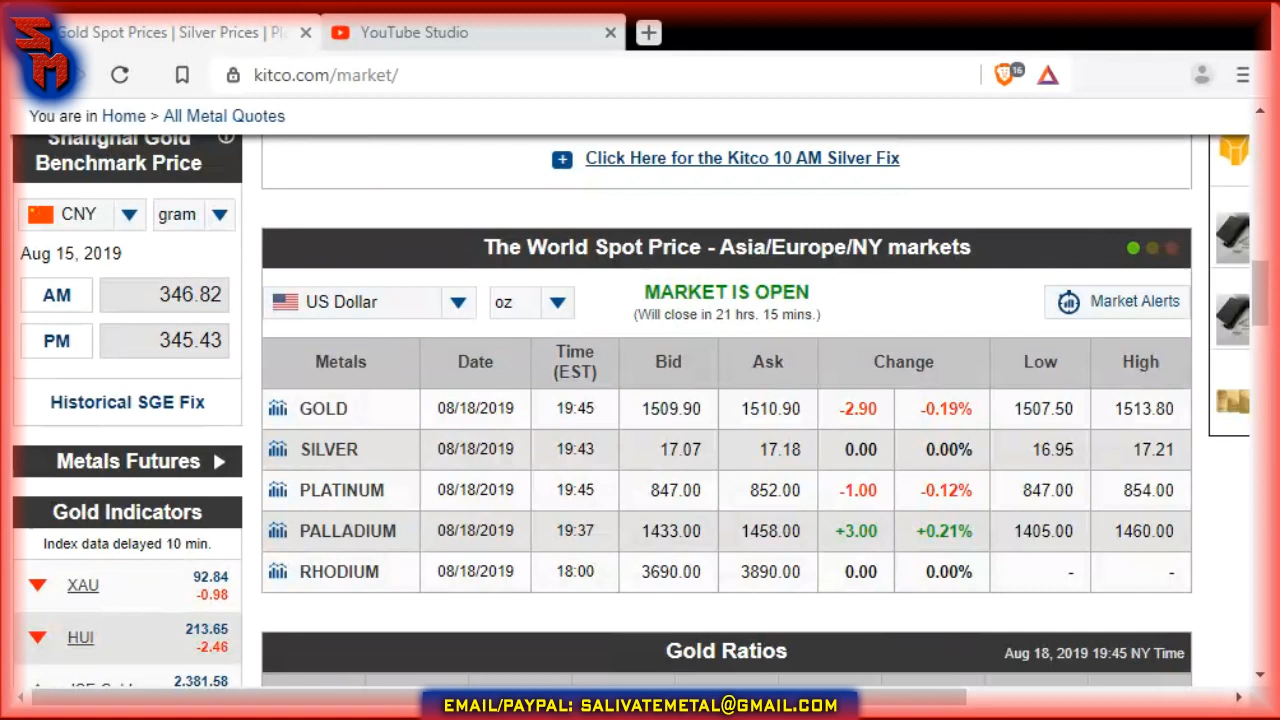 SM
Gold Spot Prices | Silver Prices | Pl
YouTube Studio
kitco.com/market/
16
You are in Home > All Metal Quotes
Shanghai Gold
Benchmark Price
CNY gram
Aug 15, 2019
AM 346.82
PM 345.43
Historical SGE Fix
Metals Futures
Gold Indicators
Index data delayed 10 min.
XAU 92.84
-0.98
HUI 213.65
-2.46
2,381.58
Click Here for the Kitco 10 AM Silver Fix
The World Spot Price - Asia/Europe/NY markets
US Dollar oz
MARKET IS OPEN
(Will close in 21 hrs. 15 mins.)
Market Alerts
Metals Date Time (EST) Bid Ask Change Low High
GOLD 08/18/2019 19:45 1509.90 1510.90 -2.90 -0.19% 1507.50 1513.80
SILVER 08/18/2019 19:43 17.07 17.18 0.00 0.00% 16.95 17.21
PLATINUM 08/18/2019 19:45 847.00 852.00 -1.00 -0.12% 847.00 854.00
PALLADIUM 08/18/2019 19:37 1433.00 1458.00 +3.00 +0.21% 1405.00 1460.00
RHODIUM 08/18/2019 18:00 3690.00 3890.00 0.00 0.00% - -
Gold Ratios
Aug 18, 2019 19:45 NY Time
EMAIL/PAYPAL: SALIVATEMETAL@GMAIL.COM